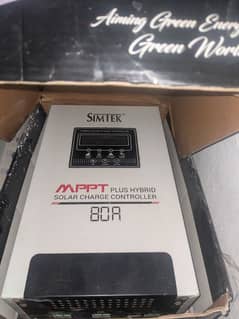 Aiming Green Energy
Green World
SIMTEK
MPPT PLUS HYBRID
SOLAR CHARGE CONTROLLER
80A